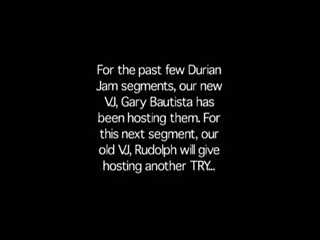 For the past few Durian
Jam segments, our new
VJ, Gary Bautista has
been hosting them. For
this next segment, our
old VJ, Rudolph will give
hosting another TRY...